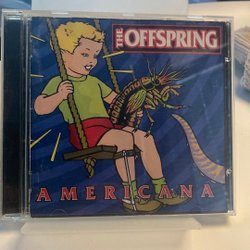 THE OFFSPRING
AMERICANA